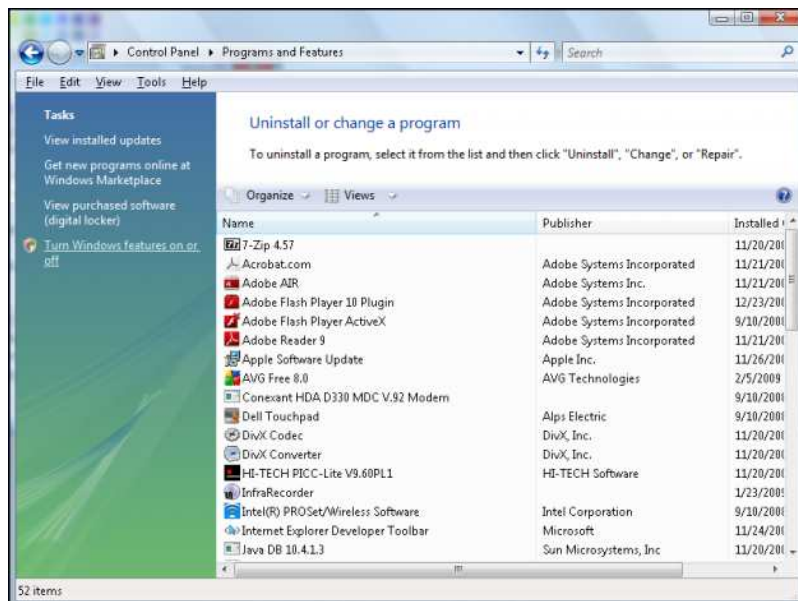 Control Panel ▸ Programs and Features
Search
File Edit View Tools Help
Tasks
View installed updates
Get new programs online at
Windows Marketplace
View purchased software
(digital locker)
Turn Windows features on or
off
Uninstall or change a program
To uninstall a program, select it from the list and then click "Uninstall", "Change", or "Repair".
Organize Views
Name Publisher Installed
7-Zip 4.57 11/20/200
Acrobat.com Adobe Systems Incorporated 11/21/200
Adobe AIR Adobe Systems Inc. 11/21/200
Adobe Flash Player 10 Plugin Adobe Systems Incorporated 12/23/200
Adobe Flash Player ActiveX Adobe Systems Incorporated 9/10/2008
Adobe Reader 9 Adobe Systems Incorporated 11/21/200
Apple Software Update Apple Inc. 11/26/200
AVG Free 8.0 AVG Technologies 2/5/2009
Conexant HDA D330 MDC V.92 Modem 9/10/2008
Dell Touchpad Alps Electric 9/10/2008
DivX Codec DivX, Inc. 11/20/200
DivX Converter DivX, Inc. 11/20/200
HI-TECH PICC-Lite V9.60PL1 HI-TECH Software 11/20/200
InfraRecorder 1/23/2009
Intel(R) PROSet/Wireless Software Intel Corporation 9/10/2008
Internet Explorer Developer Toolbar Microsoft 11/24/200
Java DB 10.4.1.3 Sun Microsystems, Inc 11/20/200
52 items